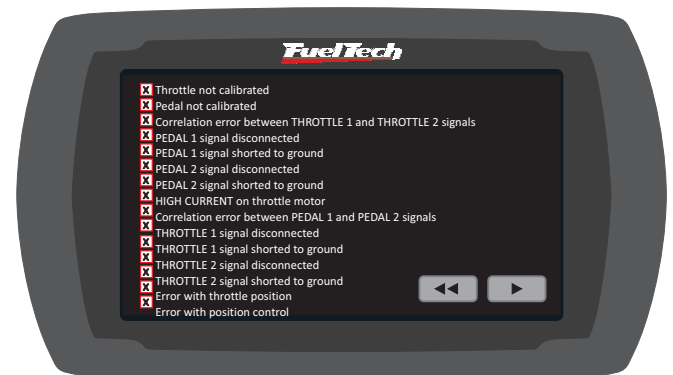 FuelTech
X Throttle not calibrated
X Pedal not calibrated
X Correlation error between THROTTLE 1 and THROTTLE 2 signals
X PEDAL 1 signal disconnected
X PEDAL 1 signal shorted to ground
X PEDAL 2 signal disconnected
X PEDAL 2 signal shorted to ground
X HIGH CURRENT on throttle motor
X Correlation error between PEDAL 1 and PEDAL 2 signals
X THROTTLE 1 signal disconnected
X THROTTLE 1 signal shorted to ground
X THROTTLE 2 signal disconnected
X THROTTLE 2 signal shorted to ground
X Error with throttle position
X Error with position control